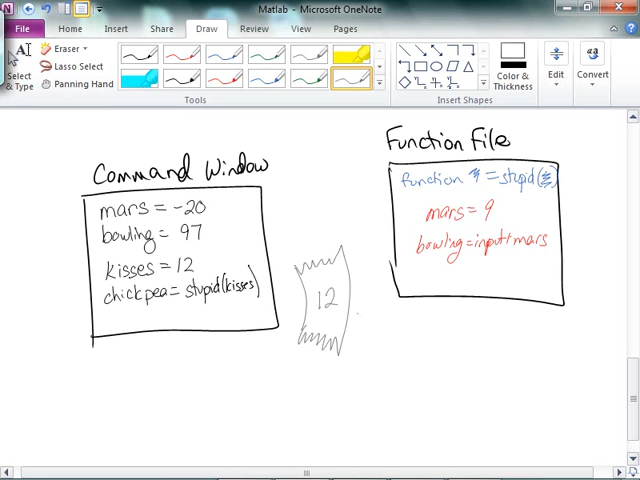 Matlab - Microsoft OneNote
File
Home
Insert
Share
Draw
Review
View
Select & Type
Eraser
Lasso Select
Panning Hand
Tools
Insert Shapes
Color & Thickness
Edit
Convert
Command Window
mars = -20
bowling = 97
kisses = 12
chickpea = stupid(kisses)
12
Function File
function = stupid( )
mars = 9
bowling = input+mars